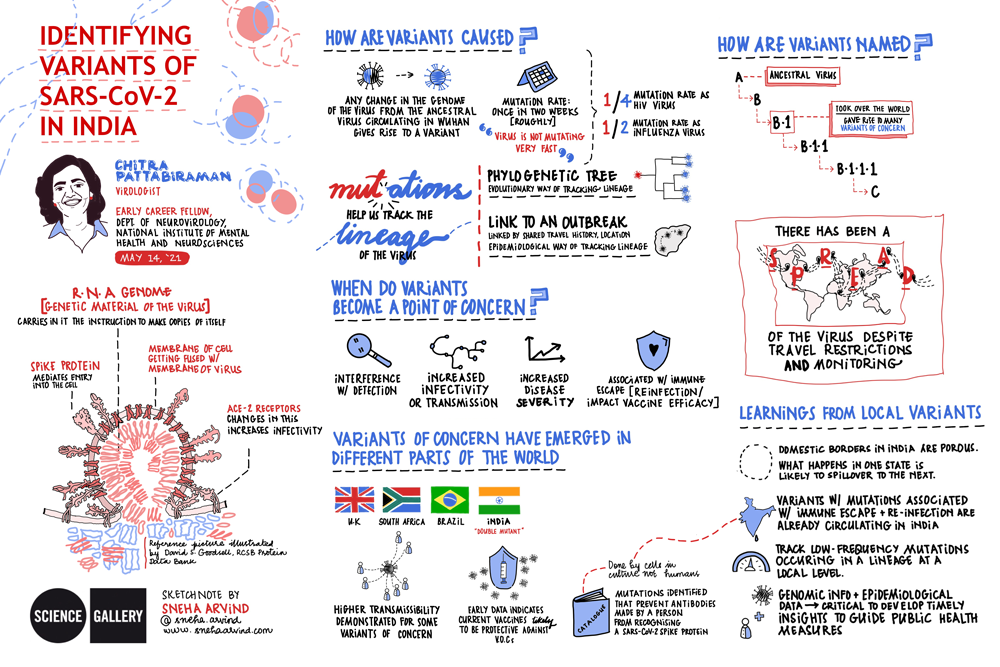 IDENTIFYING
VARIANTS OF
SARS-CoV-2
IN INDIA
CHITRA
PATTABIRAMAN
VIROLOGIST
EARLY CAREER FELLOW,
DEPT. OF NEUROVIROLOGY,
NATIONAL INSTITUTE OF MENTAL
HEALTH AND NEUROSCIENCES
MAY 14, '21
R.N.A GENOME
[GENETIC MATERIAL OF THE VIRUS]
CARRIES IN IT THE INSTRUCTION TO MAKE COPIES OF ITSELF
SPIKE PROTEIN
MEDIATES ENTRY
INTO THE CELL
MEMBRANE OF CELL
GETTING FUSED W/
MEMBRANE OF VIRUS
ACE-2 RECEPTORS
CHANGES IN THIS
INCREASES INFECTIVITY
Reference picture illustrated
by David S. Goodsell, RCSB Protein
Data Bank
SCIENCE
GALLERY
SKETCHNOTE BY
SNEHA ARVIND
@sneha.arvind
www.snehaarvind.com
HOW ARE VARIANTS CAUSED?
ANY CHANGE IN THE GENOME
OF THE VIRUS FROM THE ANCESTRAL
VIRUS CIRCULATING IN WUHAN
GIVES RISE TO A VARIANT
MUTATION RATE:
ONCE IN TWO WEEKS
[ROUGHLY]
“VIRUS IS NOT MUTATING
VERY FAST”
1/4 MUTATION RATE AS
HIV VIRUS
1/2 MUTATION RATE AS
INFLUENZA VIRUS
mutations
HELP US TRACK THE
lineage
OF THE VIRUS
PHYLOGENETIC TREE
EVOLUTIONARY WAY OF TRACKING LINEAGE
LINK TO AN OUTBREAK
LINKED BY SHARED TRAVEL HISTORY, LOCATION
EPIDEMIOLOGICAL WAY OF TRACKING LINEAGE
WHEN DO VARIANTS
BECOME A POINT OF CONCERN?
INTERFERENCE
W/ DETECTION
INCREASED
INFECTIVITY
OR TRANSMISSION
INCREASED
DISEASE
SEVERITY
ASSOCIATED W/ IMMUNE
ESCAPE [REINFECTION/
IMPACT VACCINE EFFICACY]
VARIANTS OF CONCERN HAVE EMERGED IN
DIFFERENT PARTS OF THE WORLD
U.K
SOUTH AFRICA
BRAZIL
INDIA
"DOUBLE MUTANT"
HIGHER TRANSMISSIBILITY
DEMONSTRATED FOR SOME
VARIANTS OF CONCERN
EARLY DATA INDICATES
CURRENT VACCINES likely
TO BE PROTECTIVE AGAINST
V.O.Cs
Done by cells in
culture not humans
CATALOGUE
MUTATIONS IDENTIFIED
THAT PREVENT ANTIBODIES
MADE BY A PERSON
FROM RECOGNISING
A SARS-COV-2 SPIKE PROTEIN
HOW ARE VARIANTS NAMED?
A
ANCESTRAL VIRUS
B
B.1
TOOK OVER THE WORLD
GAVE RISE TO MANY
VARIANTS OF CONCERN
B.1.1
B.1.1.1
C
THERE HAS BEEN A
SPREAD
OF THE VIRUS DESPITE
TRAVEL RESTRICTIONS
AND MONITORING
LEARNINGS FROM LOCAL VARIANTS
DOMESTIC BORDERS IN INDIA ARE POROUS.
WHAT HAPPENS IN ONE STATE IS
LIKELY TO SPILLOVER TO THE NEXT.
VARIANTS W/ MUTATIONS ASSOCIATED
W/ IMMUNE ESCAPE + RE-INFECTION ARE
ALREADY CIRCULATING IN INDIA
TRACK LOW-FREQUENCY MUTATIONS
OCCURING IN A LINEAGE AT A
LOCAL LEVEL.
GENOMIC INFO + EPIDEMIOLOGICAL
DATA → CRITICAL TO DEVELOP TIMELY
INSIGHTS TO GUIDE PUBLIC HEALTH
MEASURES